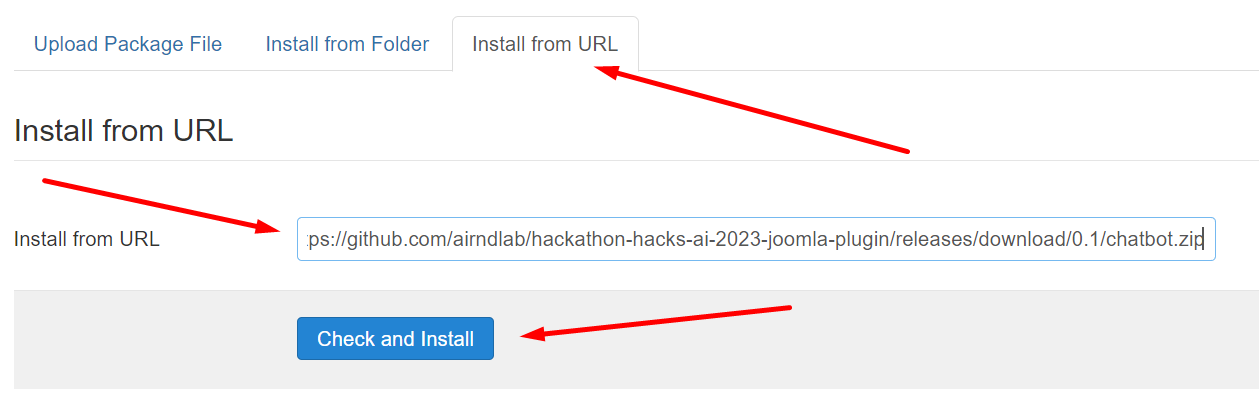 Upload Package File Install from Folder Install from URL
Install from URL
Install from URL :ps://github.com/airndlab/hackathon-hacks-ai-2023-joomla-plugin/releases/download/0.1/chatbot.zip
Check and Install